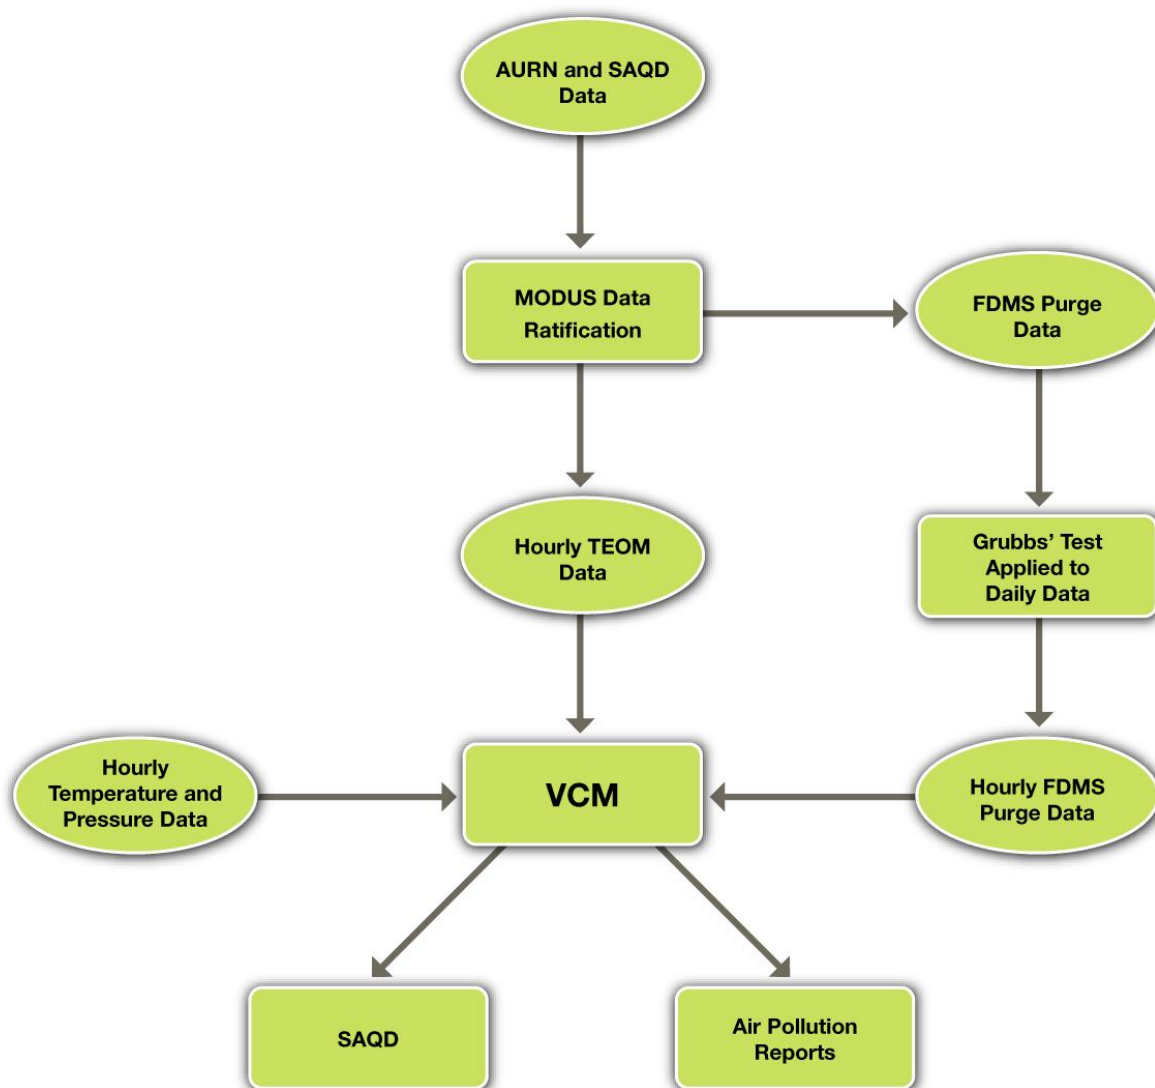 AURN and SAQD
Data
MODUS Data
Ratification
FDMS Purge
Data
Hourly TEOM
Data
Grubbs’ Test
Applied to
Daily Data
Hourly
Temperature and
Pressure Data
VCM
Hourly FDMS
Purge Data
SAQD
Air Pollution
Reports